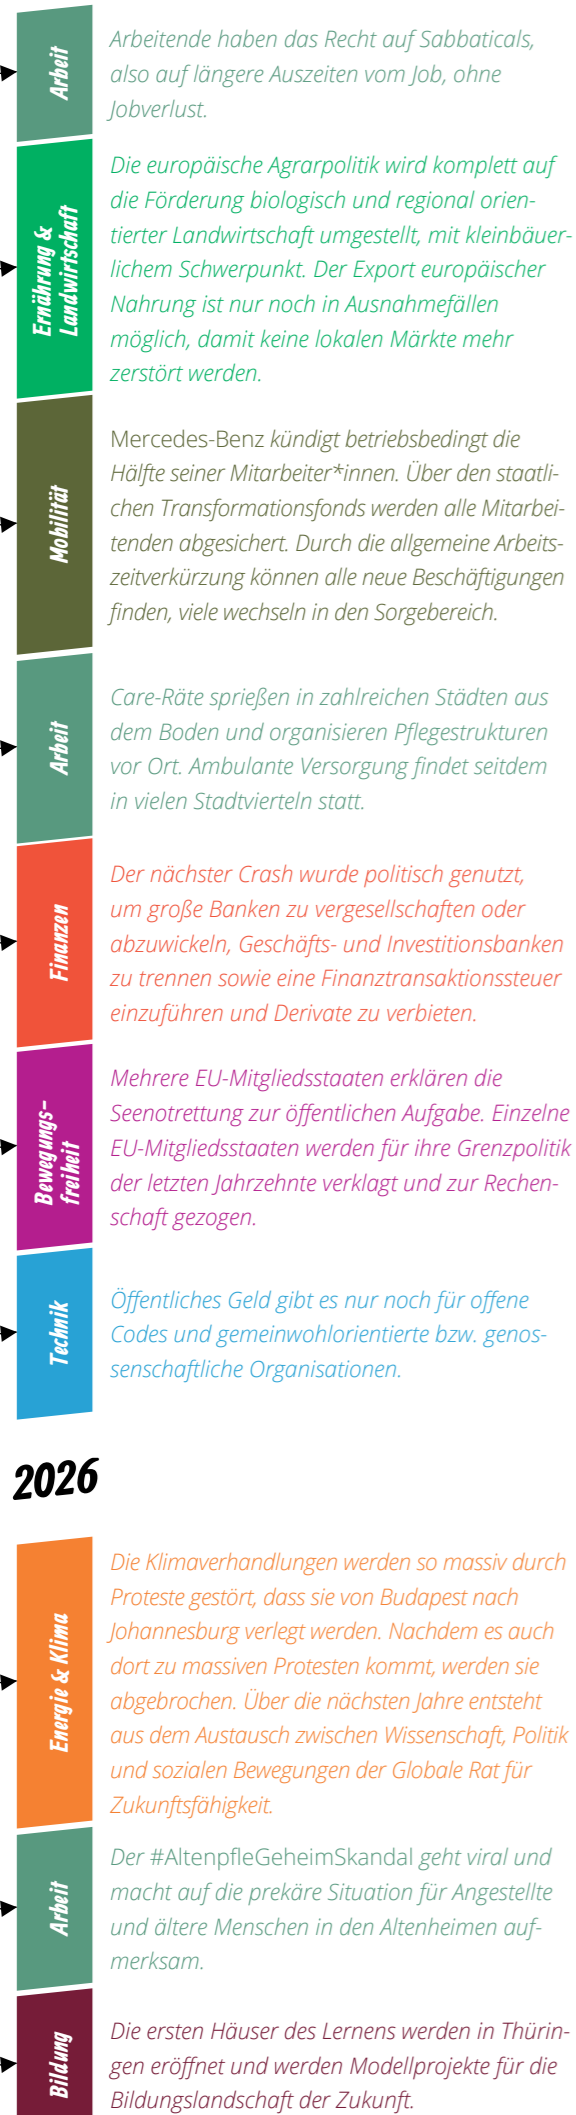 Arbeit
Arbeitende haben das Recht auf Sabbaticals,
also auf längere Auszeiten vom Job, ohne
Jobverlust.
Ernährung &
Landwirtschaft
Die europäische Agrarpolitik wird komplett auf
die Förderung biologisch und regional orien-
tierter Landwirtschaft umgestellt, mit kleinbäuer-
lichem Schwerpunkt. Der Export europäischer
Nahrung ist nur noch in Ausnahmefällen
möglich, damit keine lokalen Märkte mehr
zerstört werden.
Mobilität
Mercedes-Benz kündigt betriebsbedingt die
Hälfte seiner Mitarbeiter*innen. Über den staatli-
chen Transformationsfonds werden alle Mitarbei-
tenden abgesichert. Durch die allgemeine Arbeits-
zeitverkürzung können alle neue Beschäftigungen
finden, viele wechseln in den Sorgebereich.
Arbeit
Care-Räte sprießen in zahlreichen Städten aus
dem Boden und organisieren Pflegestrukturen
vor Ort. Ambulante Versorgung findet seitdem
in vielen Stadtvierteln statt.
Finanzen
Der nächster Crash wurde politisch genutzt,
um große Banken zu vergesellschaften oder
abzuwickeln, Geschäfts- und Investitionsbanken
zu trennen sowie eine Finanztransaktionssteuer
einzuführen und Derivate zu verbieten.
Bewegungs-
freiheit
Mehrere EU-Mitgliedsstaaten erklären die
Seenotrettung zur öffentlichen Aufgabe. Einzelne
EU-Mitgliedsstaaten werden für ihre Grenzpolitik
der letzten Jahrzehnte verklagt und zur Rechen-
schaft gezogen.
Technik
Öffentliches Geld gibt es nur noch für offene
Codes und gemeinwohlorientierte bzw. genos-
senschaftliche Organisationen.
2026
Energie & Klima
Die Klimaverhandlungen werden so massiv durch
Proteste gestört, dass sie von Budapest nach
Johannesburg verlegt werden. Nachdem es auch
dort zu massiven Protesten kommt, werden sie
abgebrochen. Über die nächsten Jahre entsteht
aus dem Austausch zwischen Wissenschaft, Politik
und sozialen Bewegungen der Globale Rat für
Zukunftsfähigkeit.
Arbeit
Der #AltenpfleGeheimSkandal geht viral und
macht auf die prekäre Situation für Angestellte
und ältere Menschen in den Altenheimen auf-
merksam.
Bildung
Die ersten Häuser des Lernens werden in Thürin-
gen eröffnet und werden Modellprojekte für die
Bildungslandschaft der Zukunft.